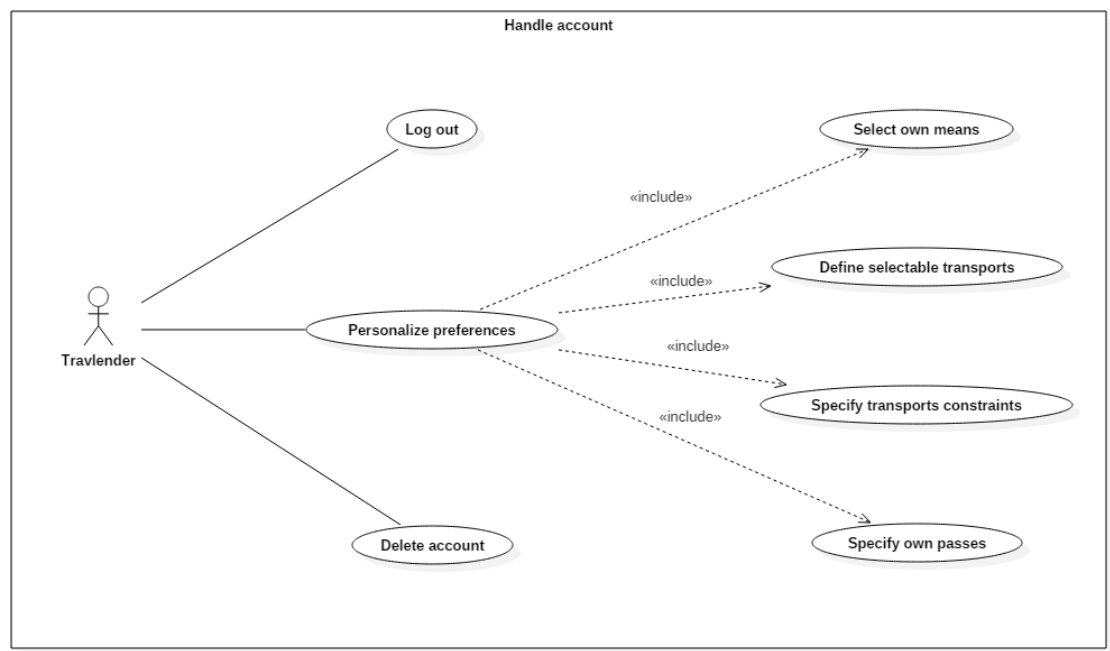 Handle account
Log out
Select own means
«include»
Define selectable transports
«include»
Personalize preferences
Travlender
«include»
Specify transports constraints
«include»
Delete account
Specify own passes